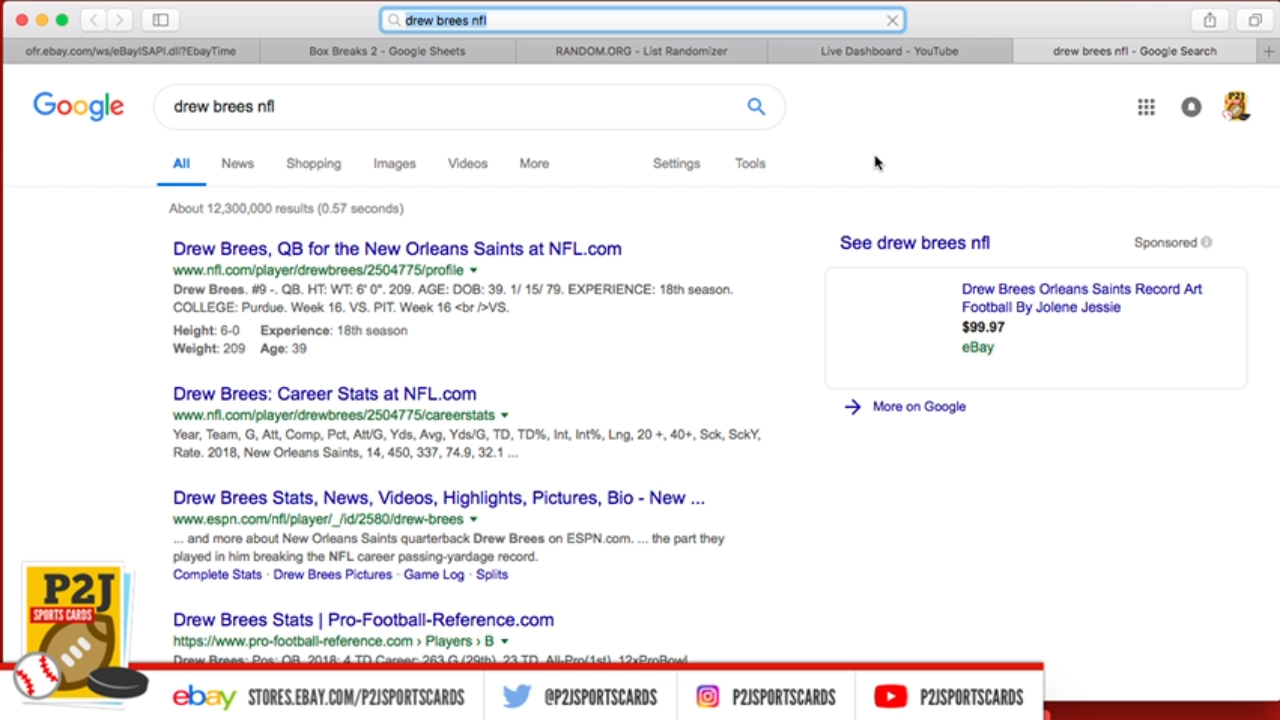 drew brees nfl
ofr.ebay.com/ws/eBayISAPI.dll?EbayTime
Box Breaks 2 - Google Sheets
RANDOM.ORG - List Randomizer
Live Dashboard - YouTube
drew brees nfl - Google Search
Google
drew brees nfl
P2J
All News Shopping Images Videos More Settings Tools
About 12,300,000 results (0.57 seconds)
Drew Brees, QB for the New Orleans Saints at NFL.com
www.nfl.com/player/drewbrees/2504775/profile
Drew Brees. #9 -. QB. HT: WT: 6' 0". 209. AGE: DOB: 39. 1/ 15/ 79. EXPERIENCE: 18th season.
COLLEGE: Purdue. Week 16. VS. PIT. Week 16 <br />VS.
Height: 6-0 Experience: 18th season
Weight: 209 Age: 39
Drew Brees: Career Stats at NFL.com
www.nfl.com/player/drewbrees/2504775/careerstats
Year, Team, G, Att, Comp, Pct, Att/G, Yds, Avg, Yds/G, TD, TD%, Int, Int%, Lng, 20 +, 40+, Sck, SckY,
Rate. 2018, New Orleans Saints, 14, 450, 337, 74.9, 32.1 ...
Drew Brees Stats, News, Videos, Highlights, Pictures, Bio - New ...
www.espn.com/nfl/player/_/id/2580/drew-brees
... and more about New Orleans Saints quarterback Drew Brees on ESPN.com. ... the part they
played in him breaking the NFL career passing-yardage record.
Complete Stats · Drew Brees Pictures · Game Log · Splits
Drew Brees Stats | Pro-Football-Reference.com
https://www.pro-football-reference.com › Players › B
Drew Brees: Pos: QB, 2018: 4 TD Career: 263 G (29th), 23 TD, All-Pro(1st), 12xProBowl
See drew brees nfl
Sponsored
Drew Brees Orleans Saints Record Art
Football By Jolene Jessie
$99.97
eBay
More on Google
P2J
SPORTS CARDS
ebay STORES.EBAY.COM/P2JSPORTSCARDS
@P2JSPORTSCARDS
P2JSPORTSCARDS
P2JSPORTSCARDS